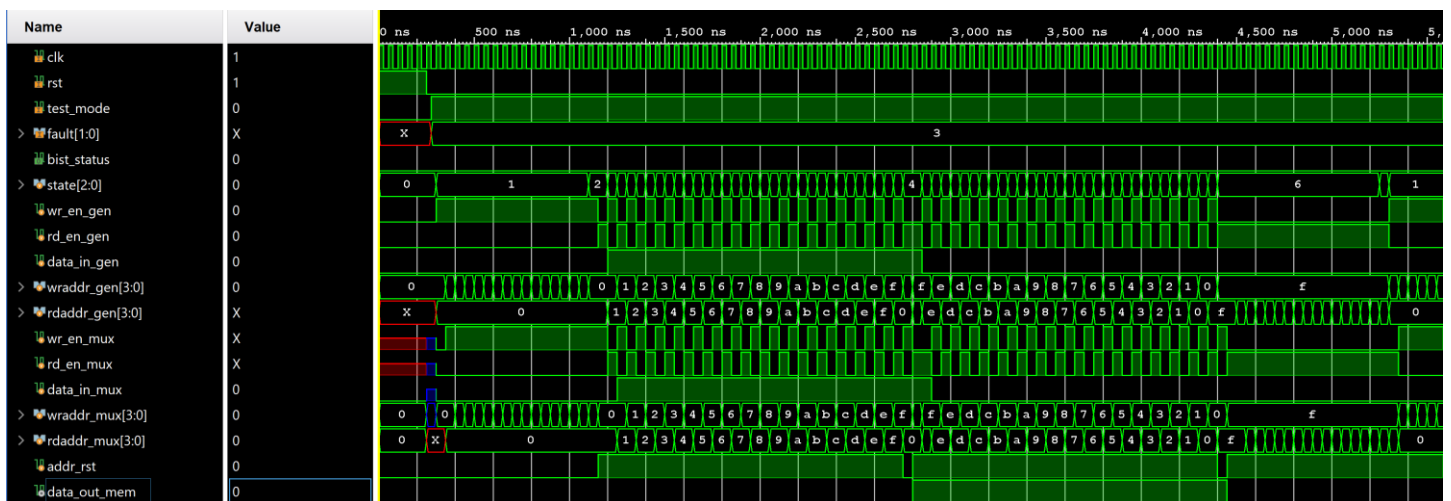 Name Value 0 ns 500 ns 1,000 ns 1,500 ns 2,000 ns 2,500 ns 3,000 ns 3,500 ns 4,000 ns 4,500 ns 5,000 ns 5,
clk 1
rst 1
test_mode 0
fault[1:0] X X 3
bist_status 0
state[2:0] 0 0 1 2 4 6 1
wr_en_gen 0
rd_en_gen 0
data_in_gen 0
wraddr_gen[3:0] 0 0 0 1 2 3 4 5 6 7 8 9 a b c d e f f e d c b a 9 8 7 6 5 4 3 2 1 0 f
rdaddr_gen[3:0] X X 0 1 2 3 4 5 6 7 8 9 a b c d e f 0 e d c b a 9 8 7 6 5 4 3 2 1 0 f 0
wr_en_mux X
rd_en_mux X
data_in_mux X
wraddr_mux[3:0] 0 0 0 0 1 2 3 4 5 6 7 8 9 a b c d e f f e d c b a 9 8 7 6 5 4 3 2 1 0 f
rdaddr_mux[3:0] 0 0 X 0 1 2 3 4 5 6 7 8 9 a b c d e f 0 e d c b a 9 8 7 6 5 4 3 2 1 0 f 0
addr_rst 0
data_out_mem 0